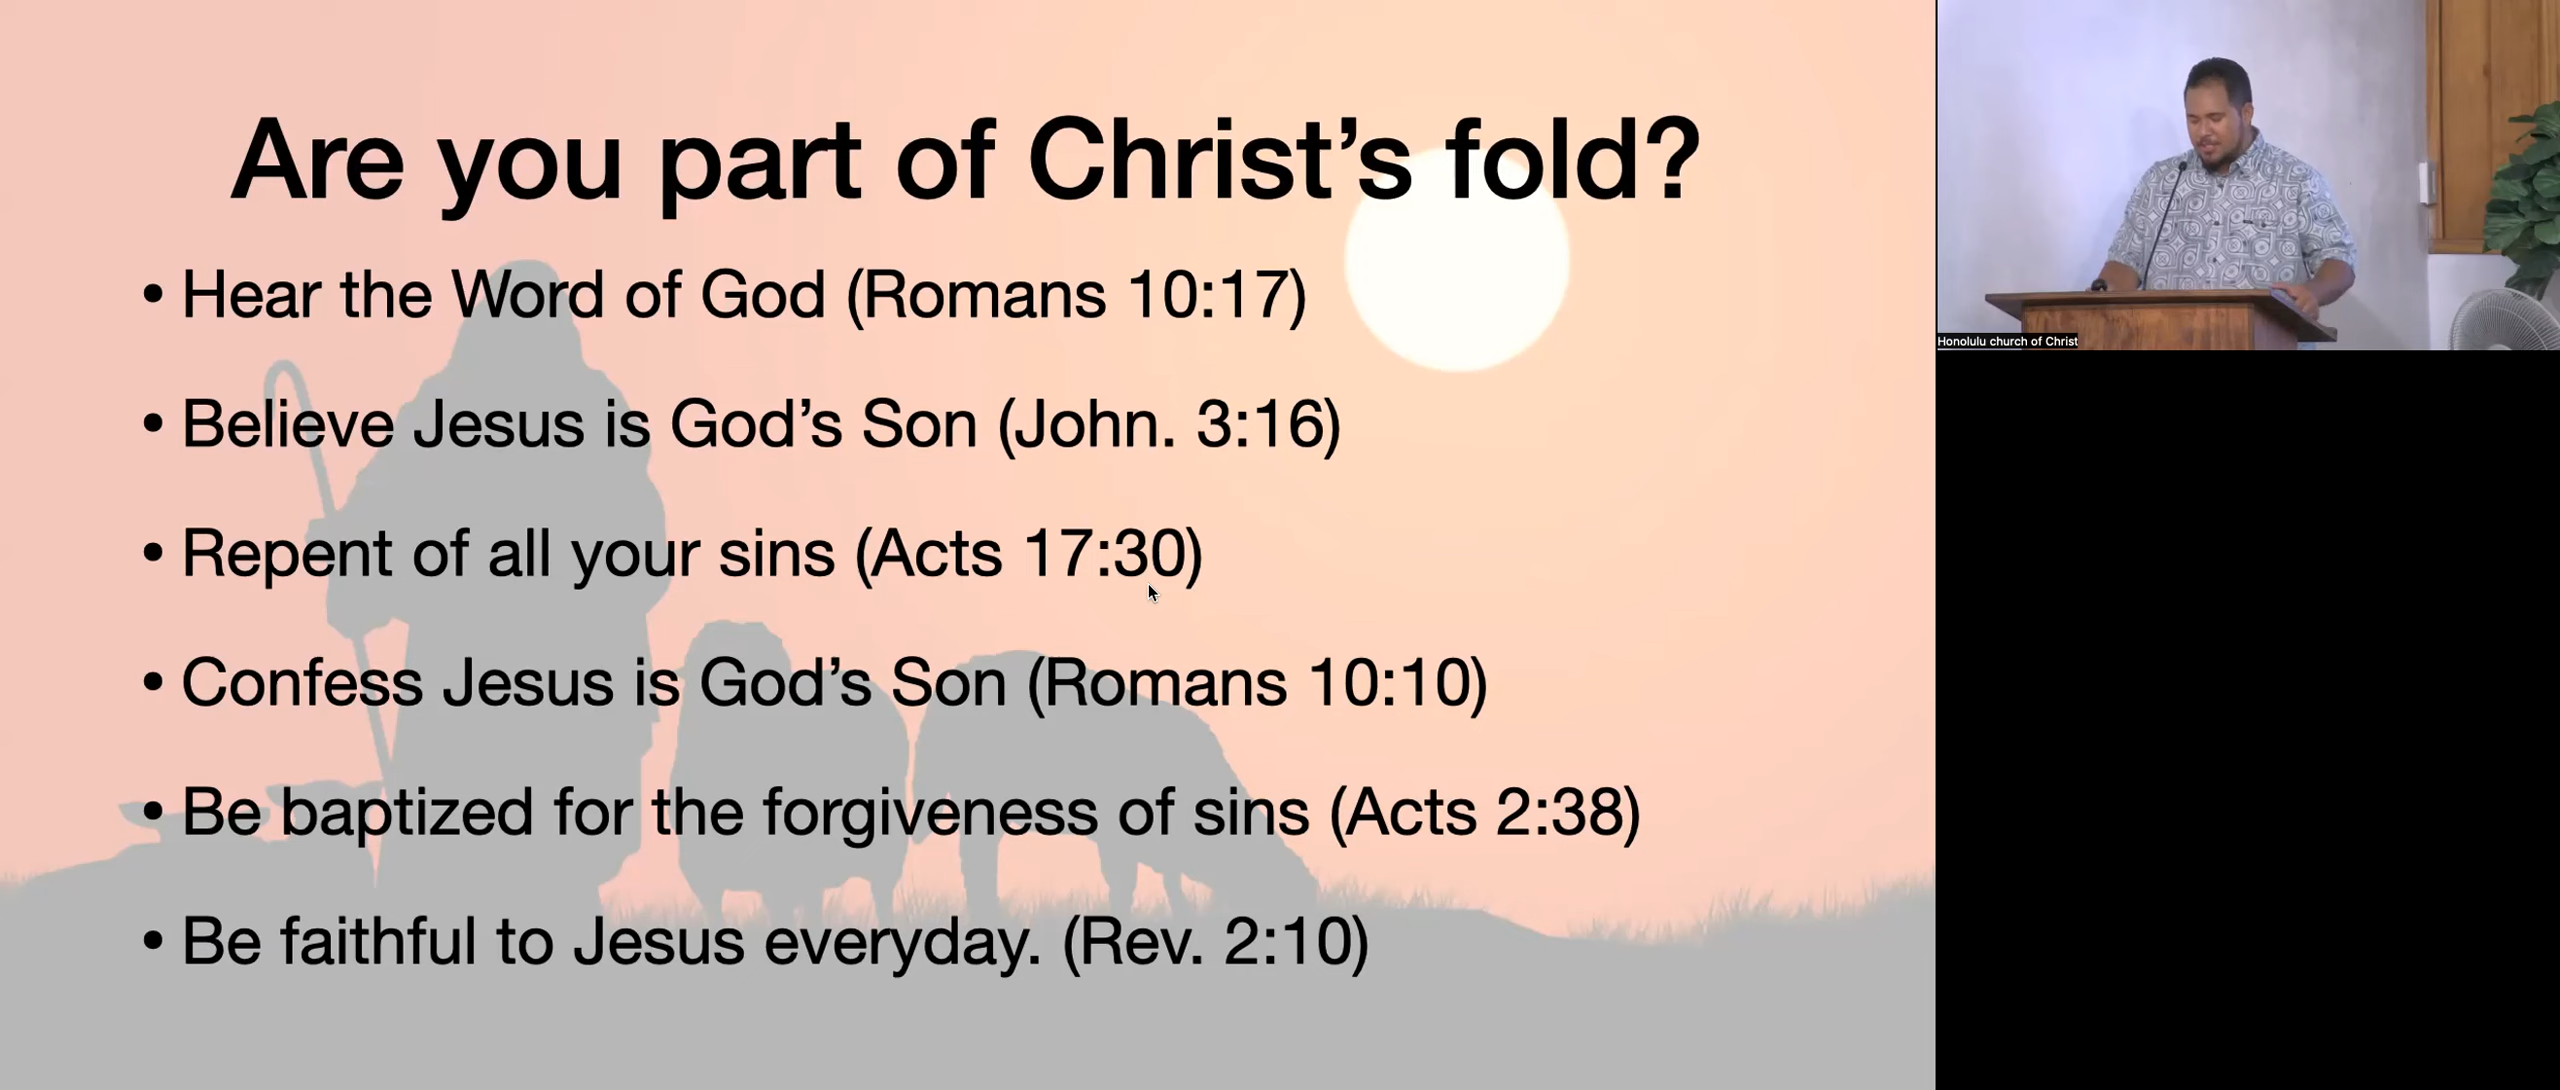 Are you part of Christ’s fold?
• Hear the Word of God (Romans 10:17)
• Believe Jesus is God’s Son (John. 3:16)
• Repent of all your sins (Acts 17:30)
• Confess Jesus is God’s Son (Romans 10:10)
• Be baptized for the forgiveness of sins (Acts 2:38)
• Be faithful to Jesus everyday. (Rev. 2:10)
Honolulu church of Christ